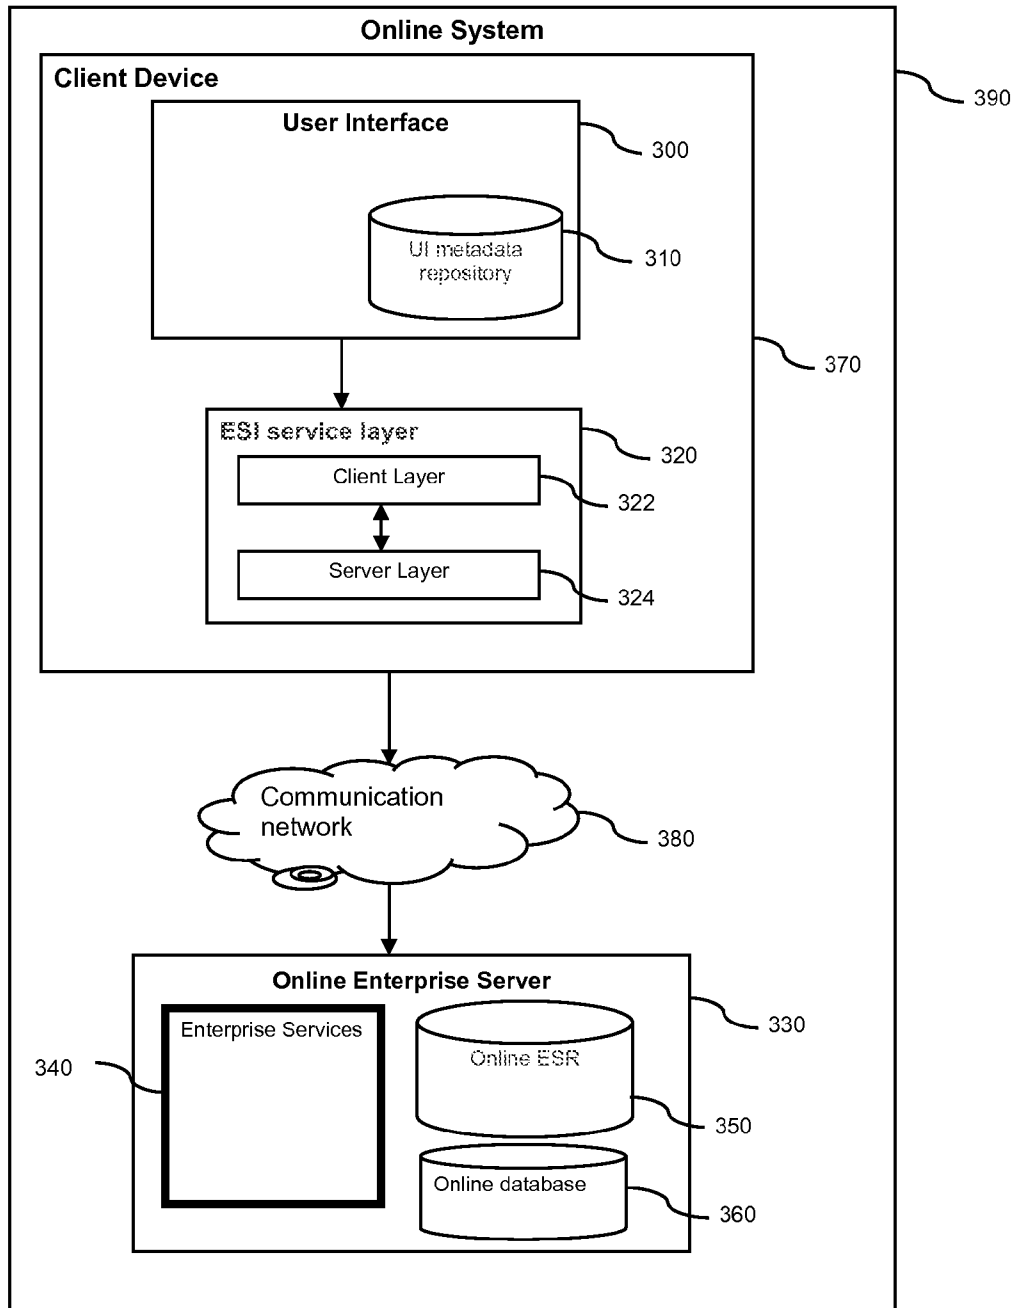 Online System
Client Device
390
User Interface
300
UI metadata
repository
310
370
ESI service layer
320
Client Layer
322
Server Layer
324
Communication
network
380
Online Enterprise Server
Enterprise Services
330
340
Online ESR
350
Online database
360